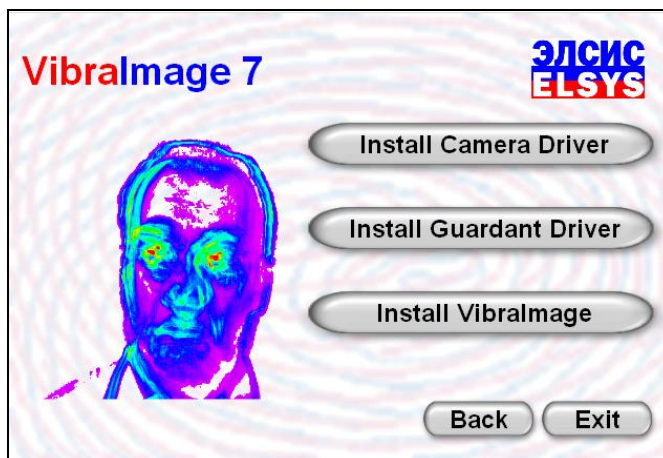 VibraImage 7
ЭЛСИС
ELSYS
Install Camera Driver
Install Guardant Driver
Install VibraImage
Back
Exit